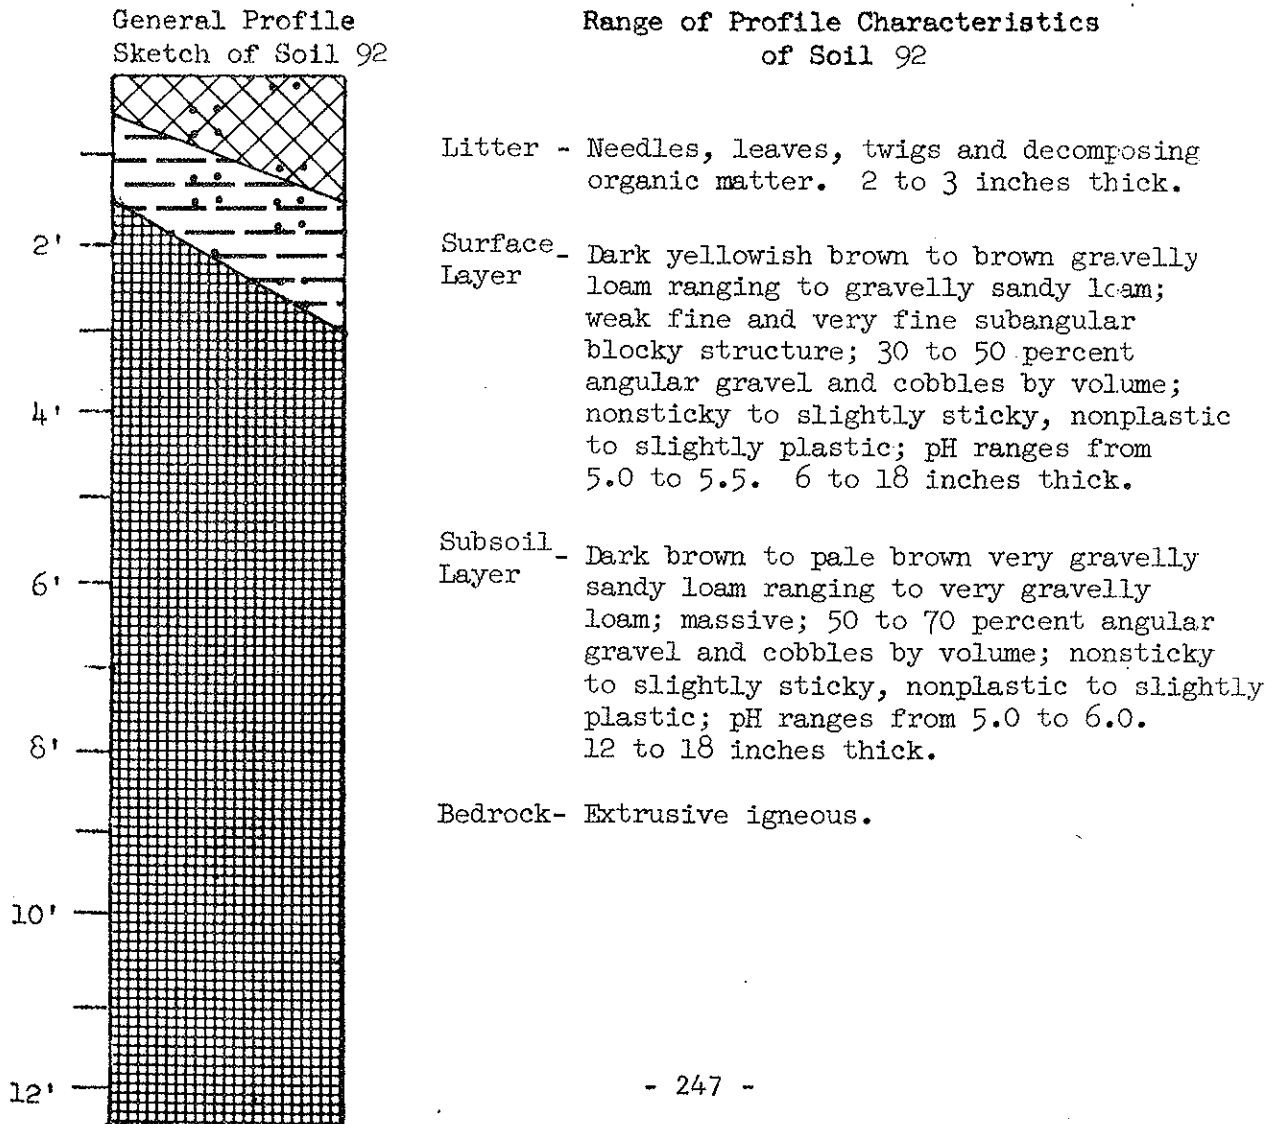 General Profile
Sketch of Soil 92
2'
4'
6'
8'
10'
12'
Range of Profile Characteristics
of Soil 92
Litter - Needles, leaves, twigs and decomposing
organic matter. 2 to 3 inches thick.
Surface
Layer - Dark yellowish brown to brown gravelly
loam ranging to gravelly sandy loam;
weak fine and very fine subangular
blocky structure; 30 to 50 percent
angular gravel and cobbles by volume;
nonsticky to slightly sticky, nonplastic
to slightly plastic; pH ranges from
5.0 to 5.5. 6 to 18 inches thick.
Subsoil
Layer - Dark brown to pale brown very gravelly
sandy loam ranging to very gravelly
loam; massive; 50 to 70 percent angular
gravel and cobbles by volume; nonsticky
to slightly sticky, nonplastic to slightly
plastic; pH ranges from 5.0 to 6.0.
12 to 18 inches thick.
Bedrock- Extrusive igneous.
- 247 -